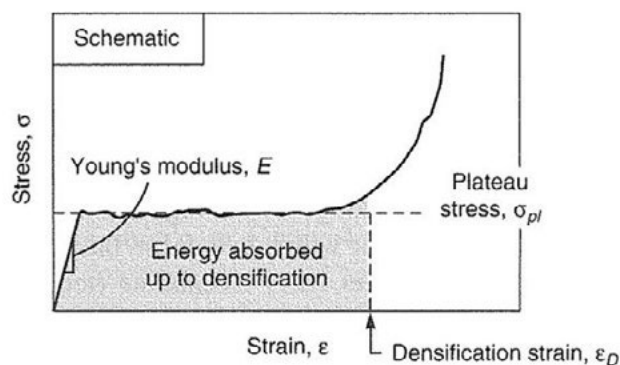 Schematic
Stress, σ
Young's modulus, E
Plateau
stress, σpl
Energy absorbed
up to densification
Strain, ε
Densification strain, εD